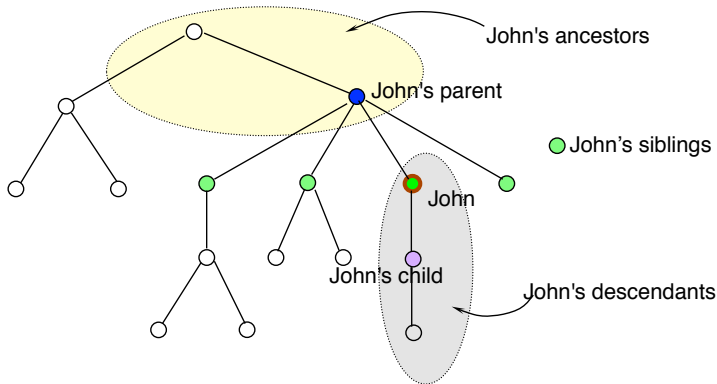 John's ancestors
John's parent
John's siblings
John
John's child
John's descendants